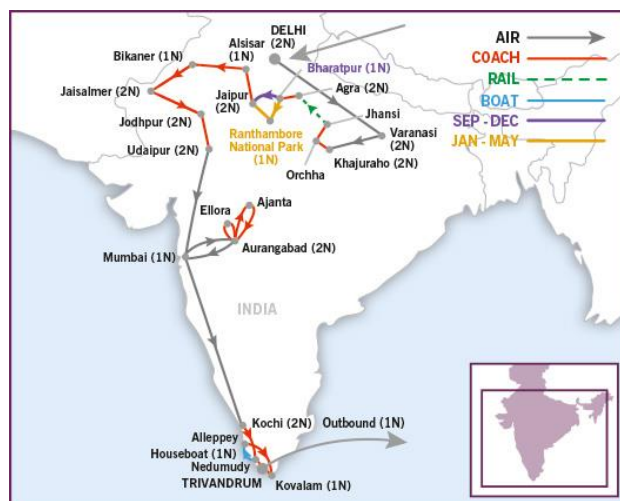 DELHI
(2N)
Alsisar
(1N)
Bikaner (1N)
Bharatpur (1N)
Jaisalmer (2N)
Jaipur
(2N)
Agra (2N)
Jodhpur (2N)
Jhansi
Ranthambore
National Park
(1N)
Varanasi
(2N)
Udaipur (2N)
Khajuraho (2N)
Orchha
Ellora
Ajanta
Mumbai (1N)
Aurangabad (2N)
INDIA
Kochi (2N)
Outbound (1N)
Alleppey
Houseboat (1N)
Nedumudy
TRIVANDRUM
Kovalam (1N)
AIR
COACH
RAIL
BOAT
SEP - DEC
JAN - MAY